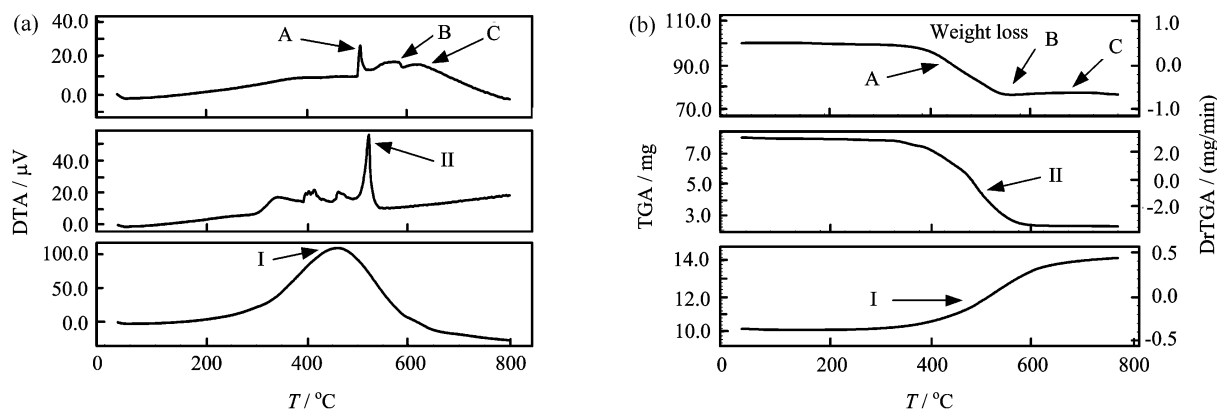 (a)
40.0
20.0
0.0
A
B
C
40.0
20.0
0.0
II
DTA / μV
100.0
50.0
0.0
I
0 200 400 600 800
T / °C
(b)
110.0
90.0
70.0
Weight loss
A
B
C
1.0
0.0
-1.0
7.0
5.0
3.0
II
2.0
0.0
-2.0
TGA / mg
DrTGA / (mg/min)
14.0
12.0
10.0
I
0.5
0.0
-0.5
0 200 400 600 800
T / °C